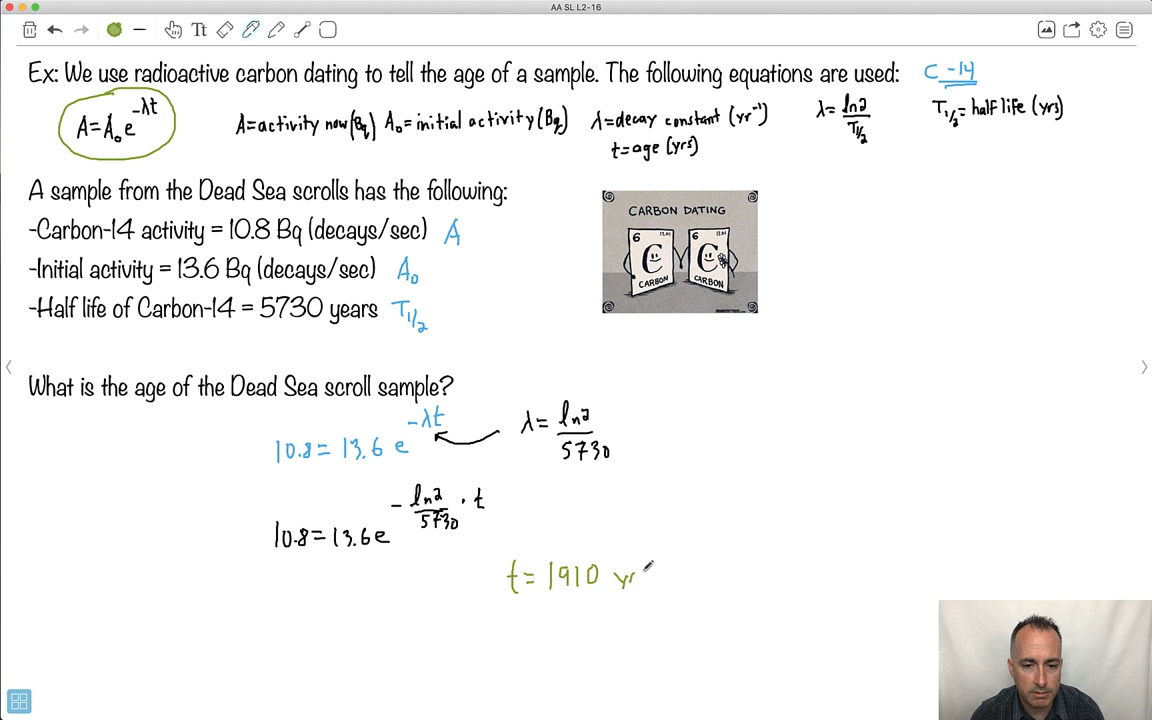 AA SL L2-16
Tt
Ex: We use radioactive carbon dating to tell the age of a sample. The following equations are used: C-14
A=A₀e^-λt A=activity now(Bq) A₀=initial activity(Bq) λ=decay constant (yr⁻¹) λ=ln2/T1/2 T1/2=half life (yrs)
t=age (yrs)
A sample from the Dead Sea scrolls has the following:
-Carbon-14 activity = 10.8 Bq (decays/sec) A
-Initial activity = 13.6 Bq (decays/sec) A₀
-Half life of Carbon-14 = 5730 years T1/2
CARBON DATING
6 12.01 6 12.01
C C
CARBON CARBON
What is the age of the Dead Sea scroll sample?
10.8=13.6 e^-λt λ=ln2/5730
10.8=13.6e^-ln2/5730·t
t=1910 yr